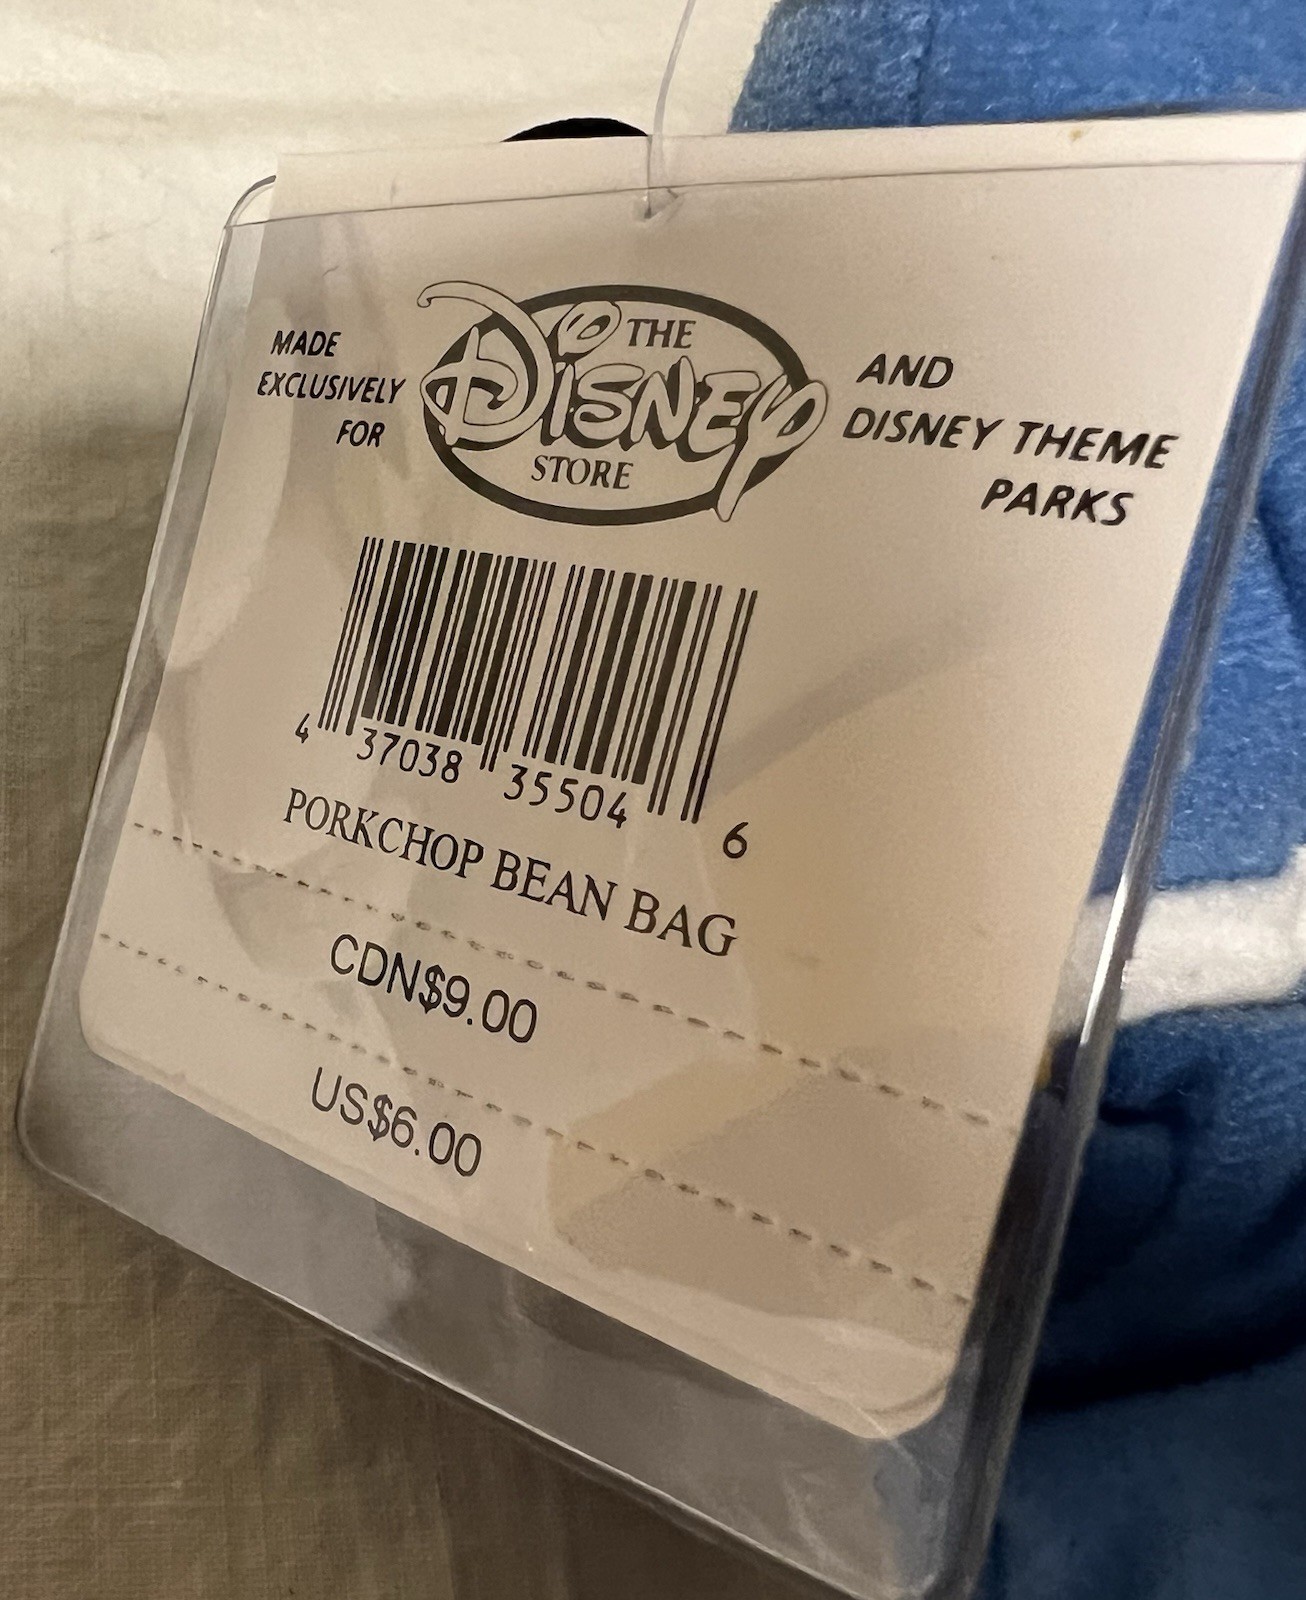 MADE
EXCLUSIVELY
FOR
THE
DISNEY
STORE
AND
DISNEY THEME
PARKS
4 37038 35504 6
PORKCHOP BEAN BAG
CDN$9.00
US$6.00